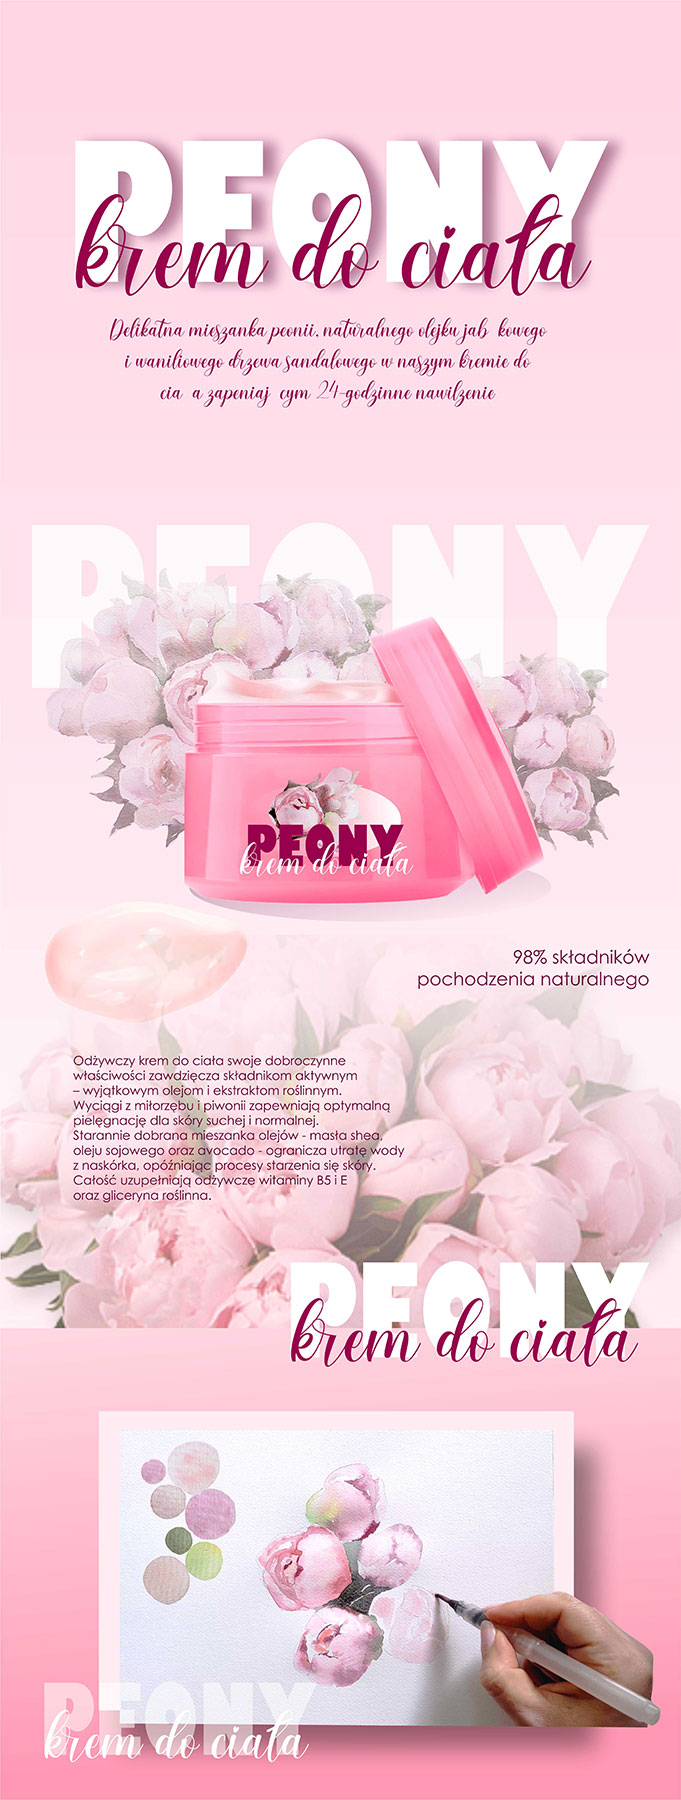 PEONY
krem do ciała
Delikatna mieszanka peonii, naturalnego olejku jab kowego
i waniliowego drzewa sandalowego w naszym kremie do
cia a zapeniaj cym 24-godzinne nawilzenie
PEONY
PEONY
krem do ciała
98% składników
pochodzenia naturalnego
Odżywczy krem do ciała swoje dobroczynne
właściwości zawdzięcza składnikom aktywnym
– wyjątkowym olejom i ekstraktom roślinnym.
Wyciągi z miłorzębu i piwonii zapewniają optymalną
pielęgnację dla skóry suchej i normalnej.
Starannie dobrana mieszanka olejów - masła shea,
oleju sojowego oraz avocado - ogranicza utratę wody
z naskórka, opóźniając procesy starzenia się skóry.
Całość uzupełniają odżywcze witaminy B5 i E
oraz gliceryna roślinna.
PEONY
krem do ciała
PEONY
krem do ciała